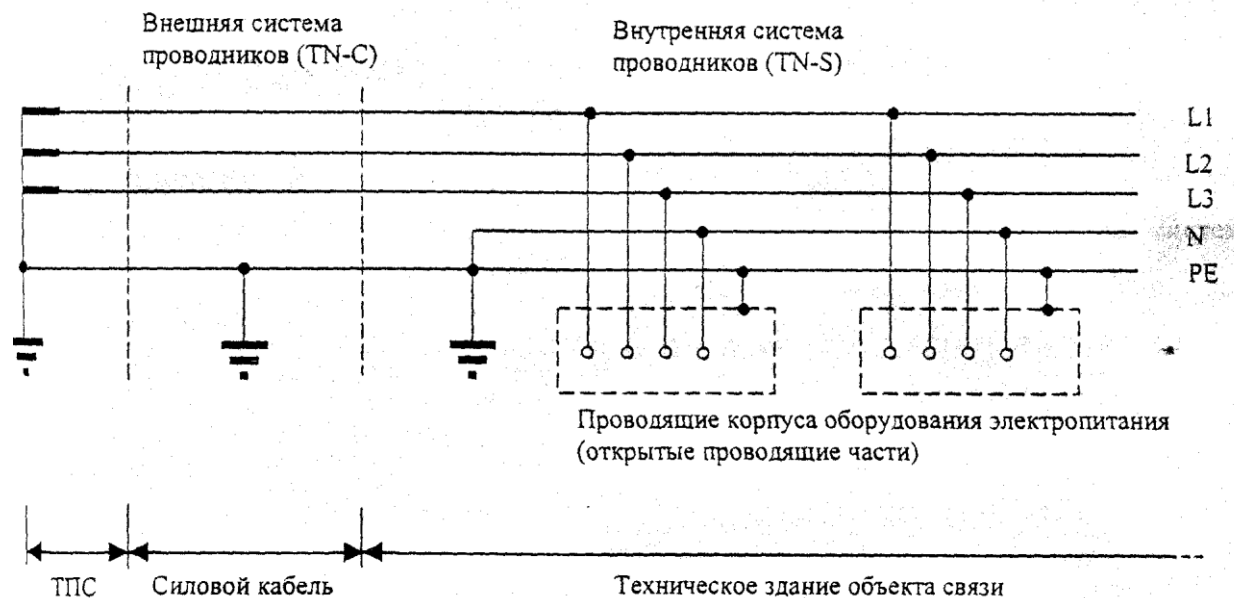 Внешняя система
проводников (TN-C)
Внутренняя система
проводников (TN-S)
L1
L2
L3
N
PE
Проводящие корпуса оборудования электропитания
(открытые проводящие части)
ТПС
Силовой кабель
Техническое здание объекта связи